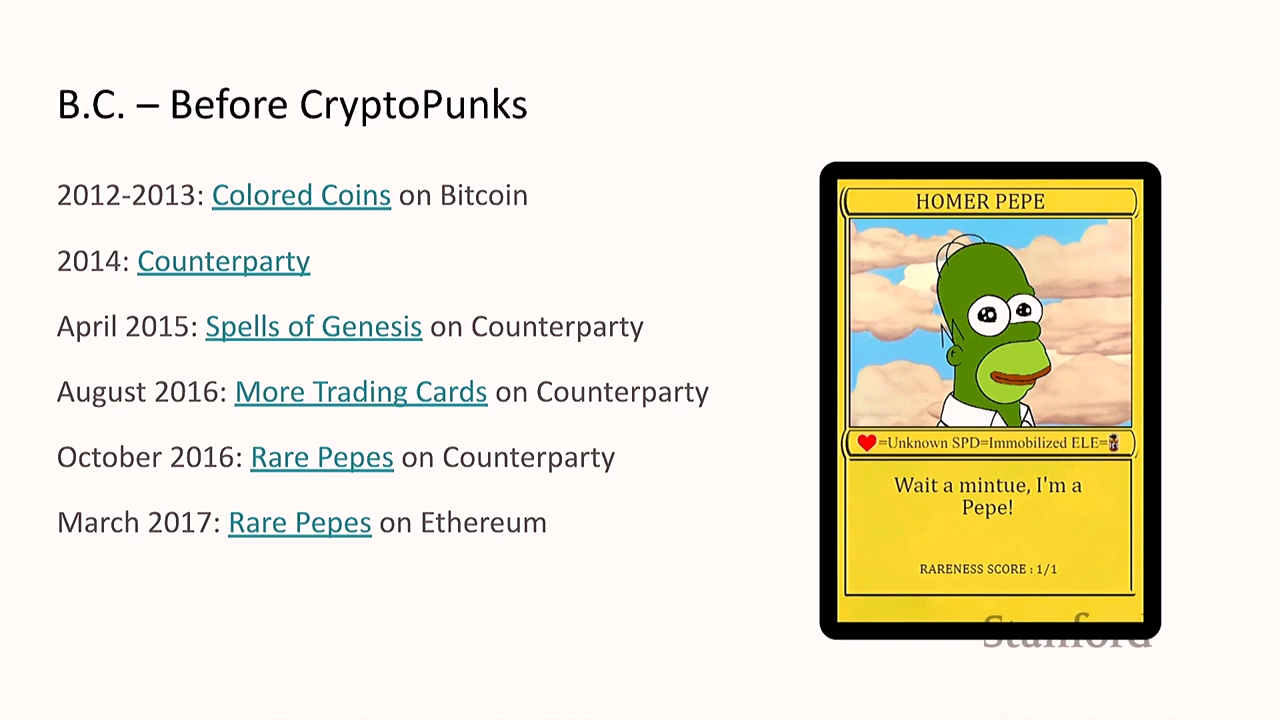 B.C. – Before CryptoPunks
2012-2013: Colored Coins on Bitcoin
2014: Counterparty
April 2015: Spells of Genesis on Counterparty
August 2016: More Trading Cards on Counterparty
October 2016: Rare Pepes on Counterparty
March 2017: Rare Pepes on Ethereum
HOMER PEPE
=Unknown SPD=Immobilized ELE=
Wait a mintue, I'm a
Pepe!
RARENESS SCORE : 1/1
Stanford